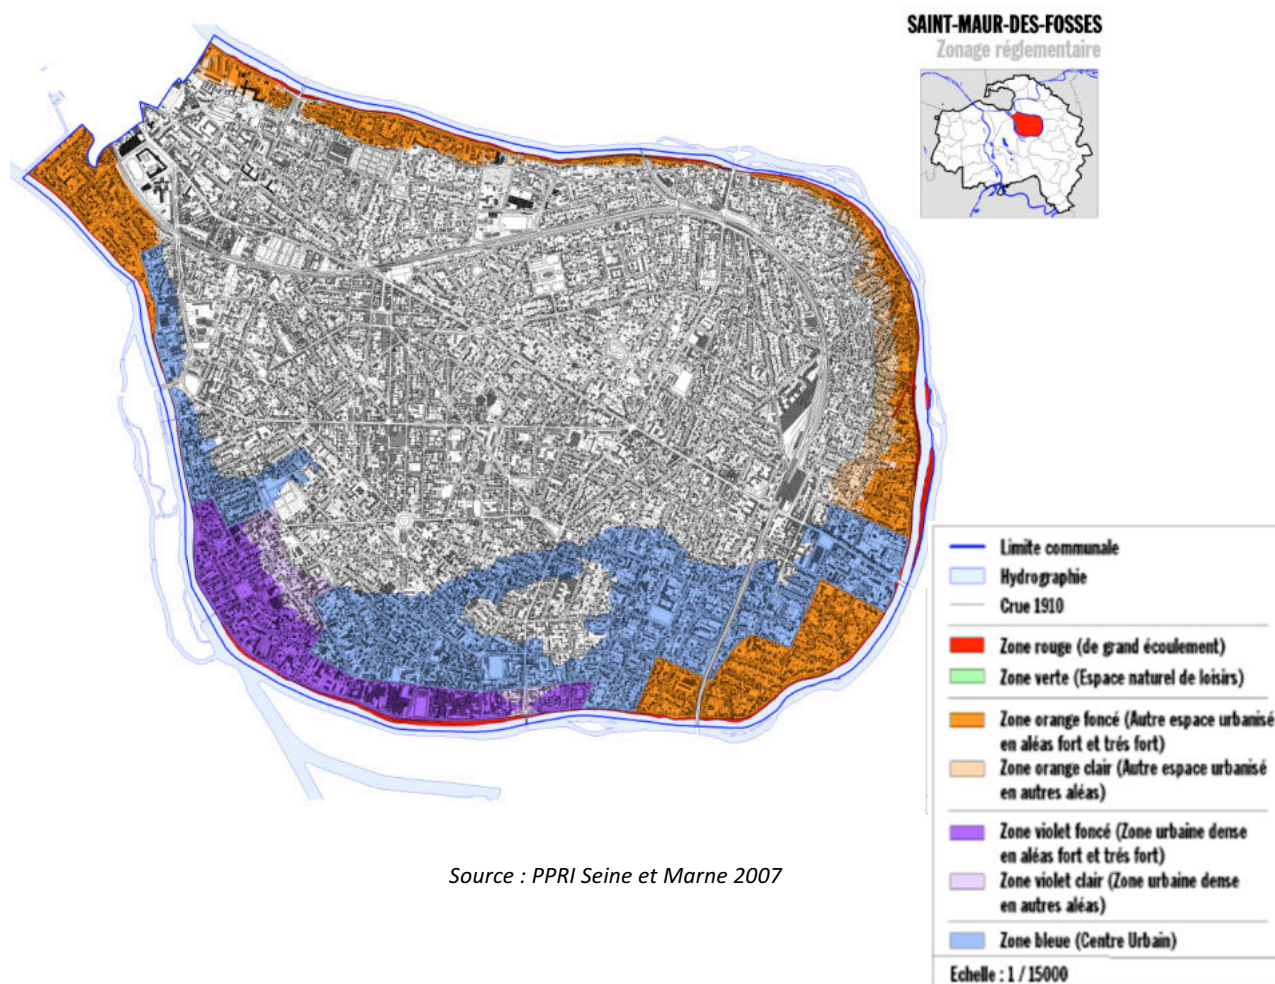 SAINT-MAUR-DES-FOSSES
Zonage réglementaire
Limite communale
Hydrographie
Crue 1910
Zone rouge (de grand écoulement)
Zone verte (Espace naturel de loisirs)
Zone orange foncé (Autre espace urbanisé
en aléas fort et trés fort)
Zone orange clair (Autre espace urbanisé
en autres aléas)
Zone violet foncé (Zone urbaine dense
en aléas fort et trés fort)
Zone violet clair (Zone urbaine dense
en autres aléas)
Zone bleue (Centre Urbain)
Echelle : 1 / 15000
Source : PPRI Seine et Marne 2007